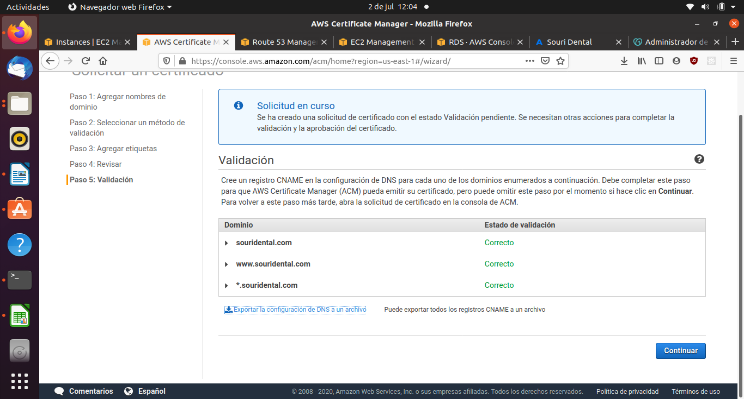 Actividades
Navegador web Firefox
2 de jul 12:04
AWS Certificate Manager - Mozilla Firefox
Instances | EC2 M
AWS Certificate M
Route 53 Manage
EC2 Management
RDS · AWS Consol
Souri Dental
Administrador de
https://console.aws.amazon.com/acm/home?region=us-east-1#/wizard/
Solicitar un certificado
Paso 1: Agregar nombres de
dominio
Paso 2: Seleccionar un método de
validación
Paso 3: Agregar etiquetas
Paso 4: Revisar
Paso 5: Validación
Solicitud en curso
Se ha creado una solicitud de certificado con el estado Validación pendiente. Se necesitan otras acciones para completar la
validación y la aprobación del certificado.
Validación
Cree un registro CNAME en la configuración de DNS para cada uno de los dominios enumerados a continuación. Debe completar este paso
para que AWS Certificate Manager (ACM) pueda emitir su certificado, pero puede omitir este paso por el momento si hace clic en Continuar.
Para volver a este paso más tarde, abra la solicitud de certificado en la consola de ACM.
Dominio Estado de validación
souridental.com Correcto
www.souridental.com Correcto
*.souridental.com Correcto
Exportar la configuración de DNS a un archivo Puede exportar todos los registros CNAME a un archivo
Continuar
Comentarios Español © 2008 - 2020, Amazon Web Services, Inc. o sus empresas afiliadas. Todos los derechos reservados. Política de privacidad Términos de uso